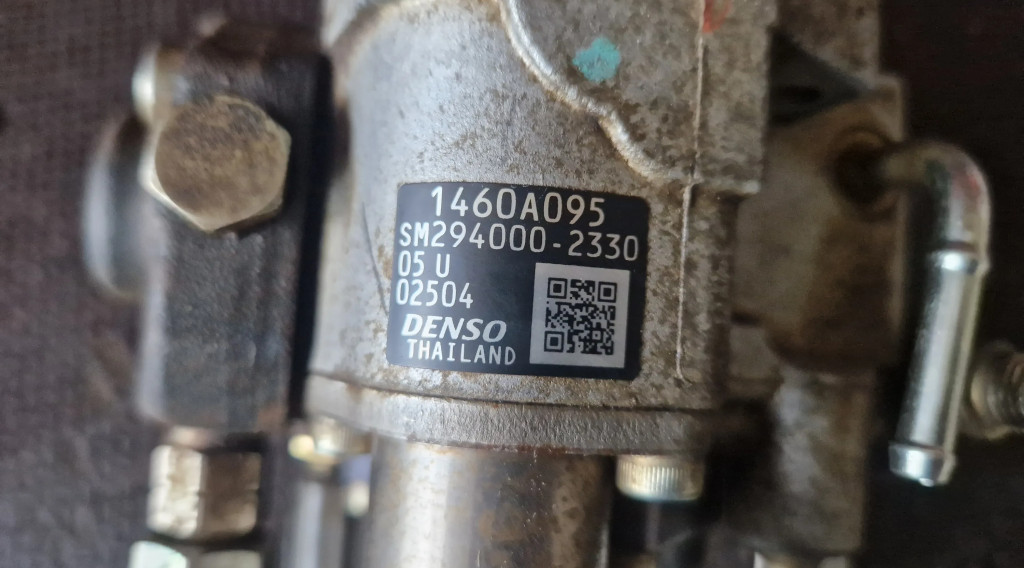 1460A095
SM294000-2330
05 U
02504
DENSO
THAILAND